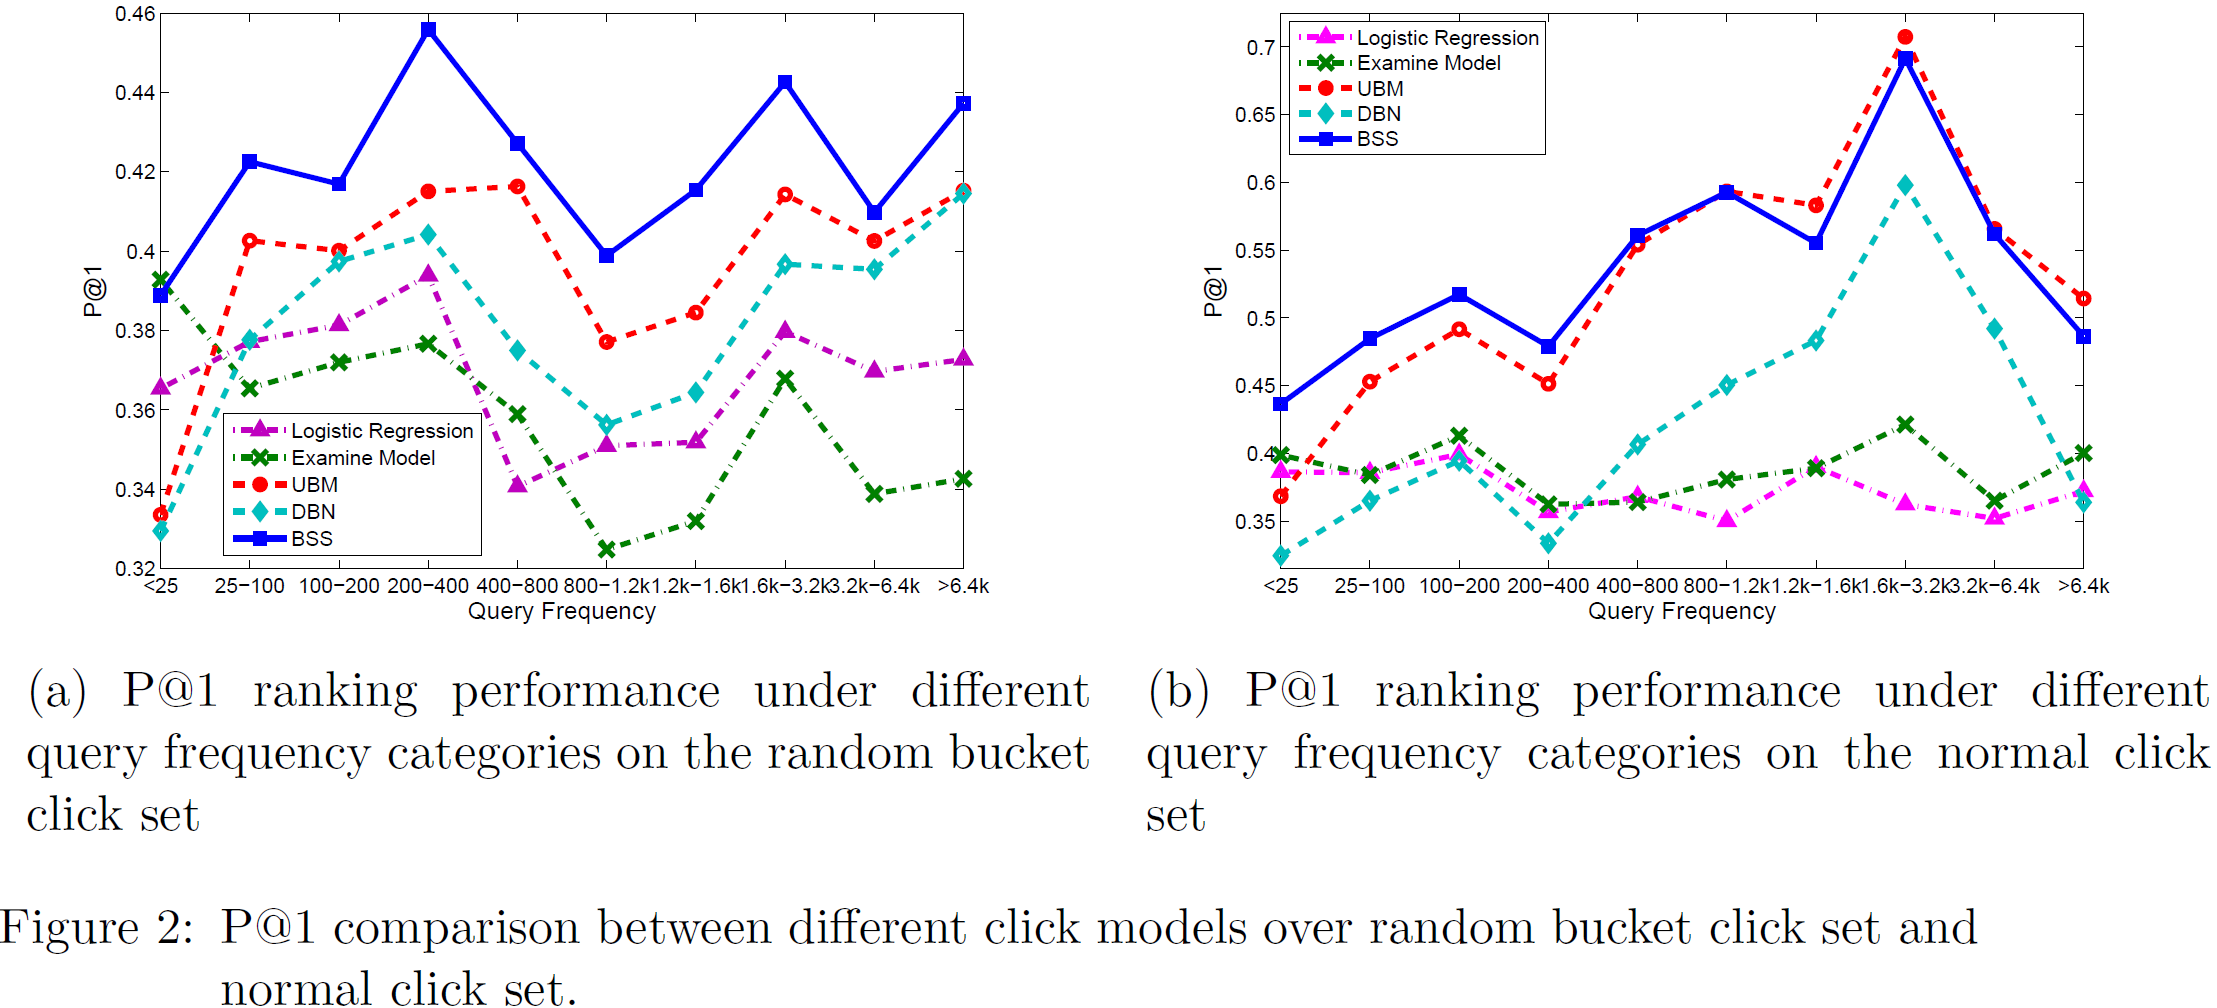 0.46
0.44
0.42
0.4
0.38
0.36
0.34
0.32
P@1
Logistic Regression
Examine Model
UBM
DBN
BSS
<25 25−100 100−200 200−400 400−800 800−1.2k 1.2k−1.6k 1.6k−3.2k 3.2k−6.4k >6.4k
Query Frequency
0.7
0.65
0.6
0.55
0.5
0.45
0.4
0.35
P@1
Logistic Regression
Examine Model
UBM
DBN
BSS
<25 25−100 100−200 200−400 400−800 800−1.2k 1.2k−1.6k 1.6k−3.2k 3.2k−6.4k >6.4k
Query Frequency
(a) P@1 ranking performance under different
query frequency categories on the random bucket
click set
(b) P@1 ranking performance under different
query frequency categories on the normal click
set
Figure 2: P@1 comparison between different click models over random bucket click set and
normal click set.